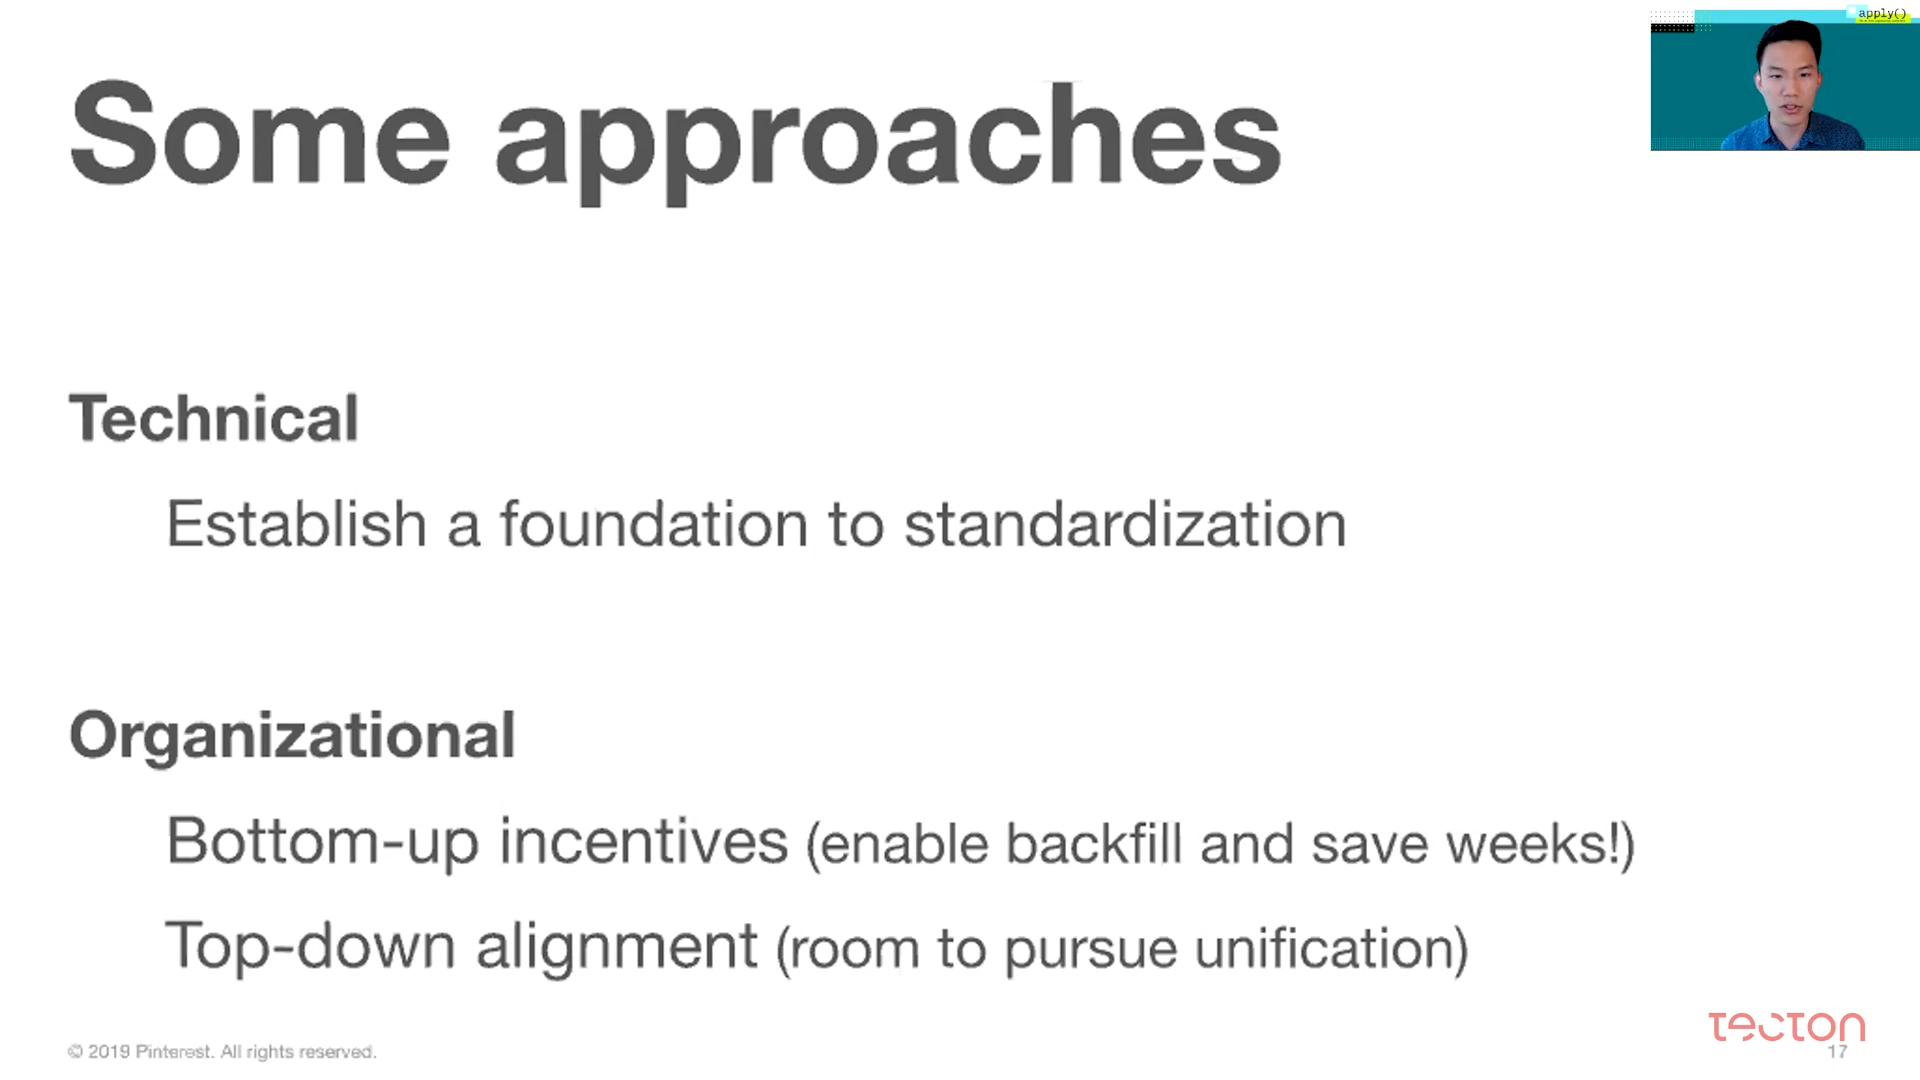 apply()
Some approaches
Technical
Establish a foundation to standardization
Organizational
Bottom-up incentives (enable backfill and save weeks!)
Top-down alignment (room to pursue unification)
tecton
© 2019 Pinterest. All rights reserved.
17